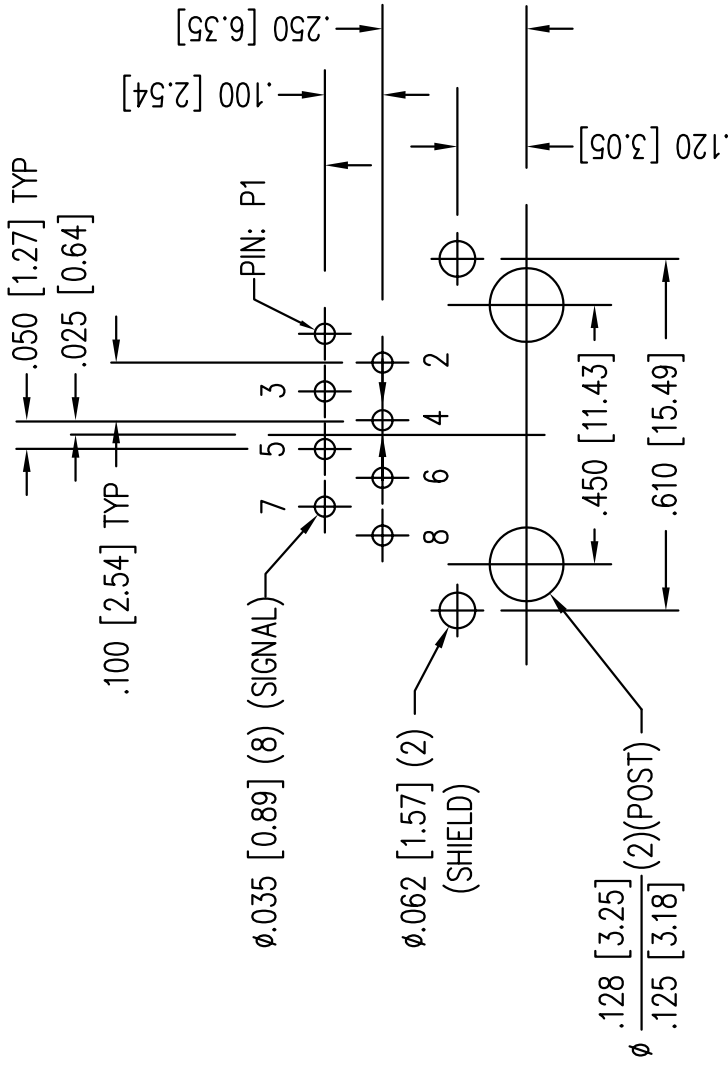 .050 [1.27] TYP
.025 [0.64]
.100 [2.54] TYP
.100 [2.54]
.250 [6.35]
.120 [3.05]
PIN: P1
3
5
7
2
4
6
8
ø.035 [0.89] (8) (SIGNAL)
ø.062 [1.57] (2)
(SHIELD)
.450 [11.43]
.610 [15.49]
ø .128 [3.25] (2)(POST)
.125 [3.18]